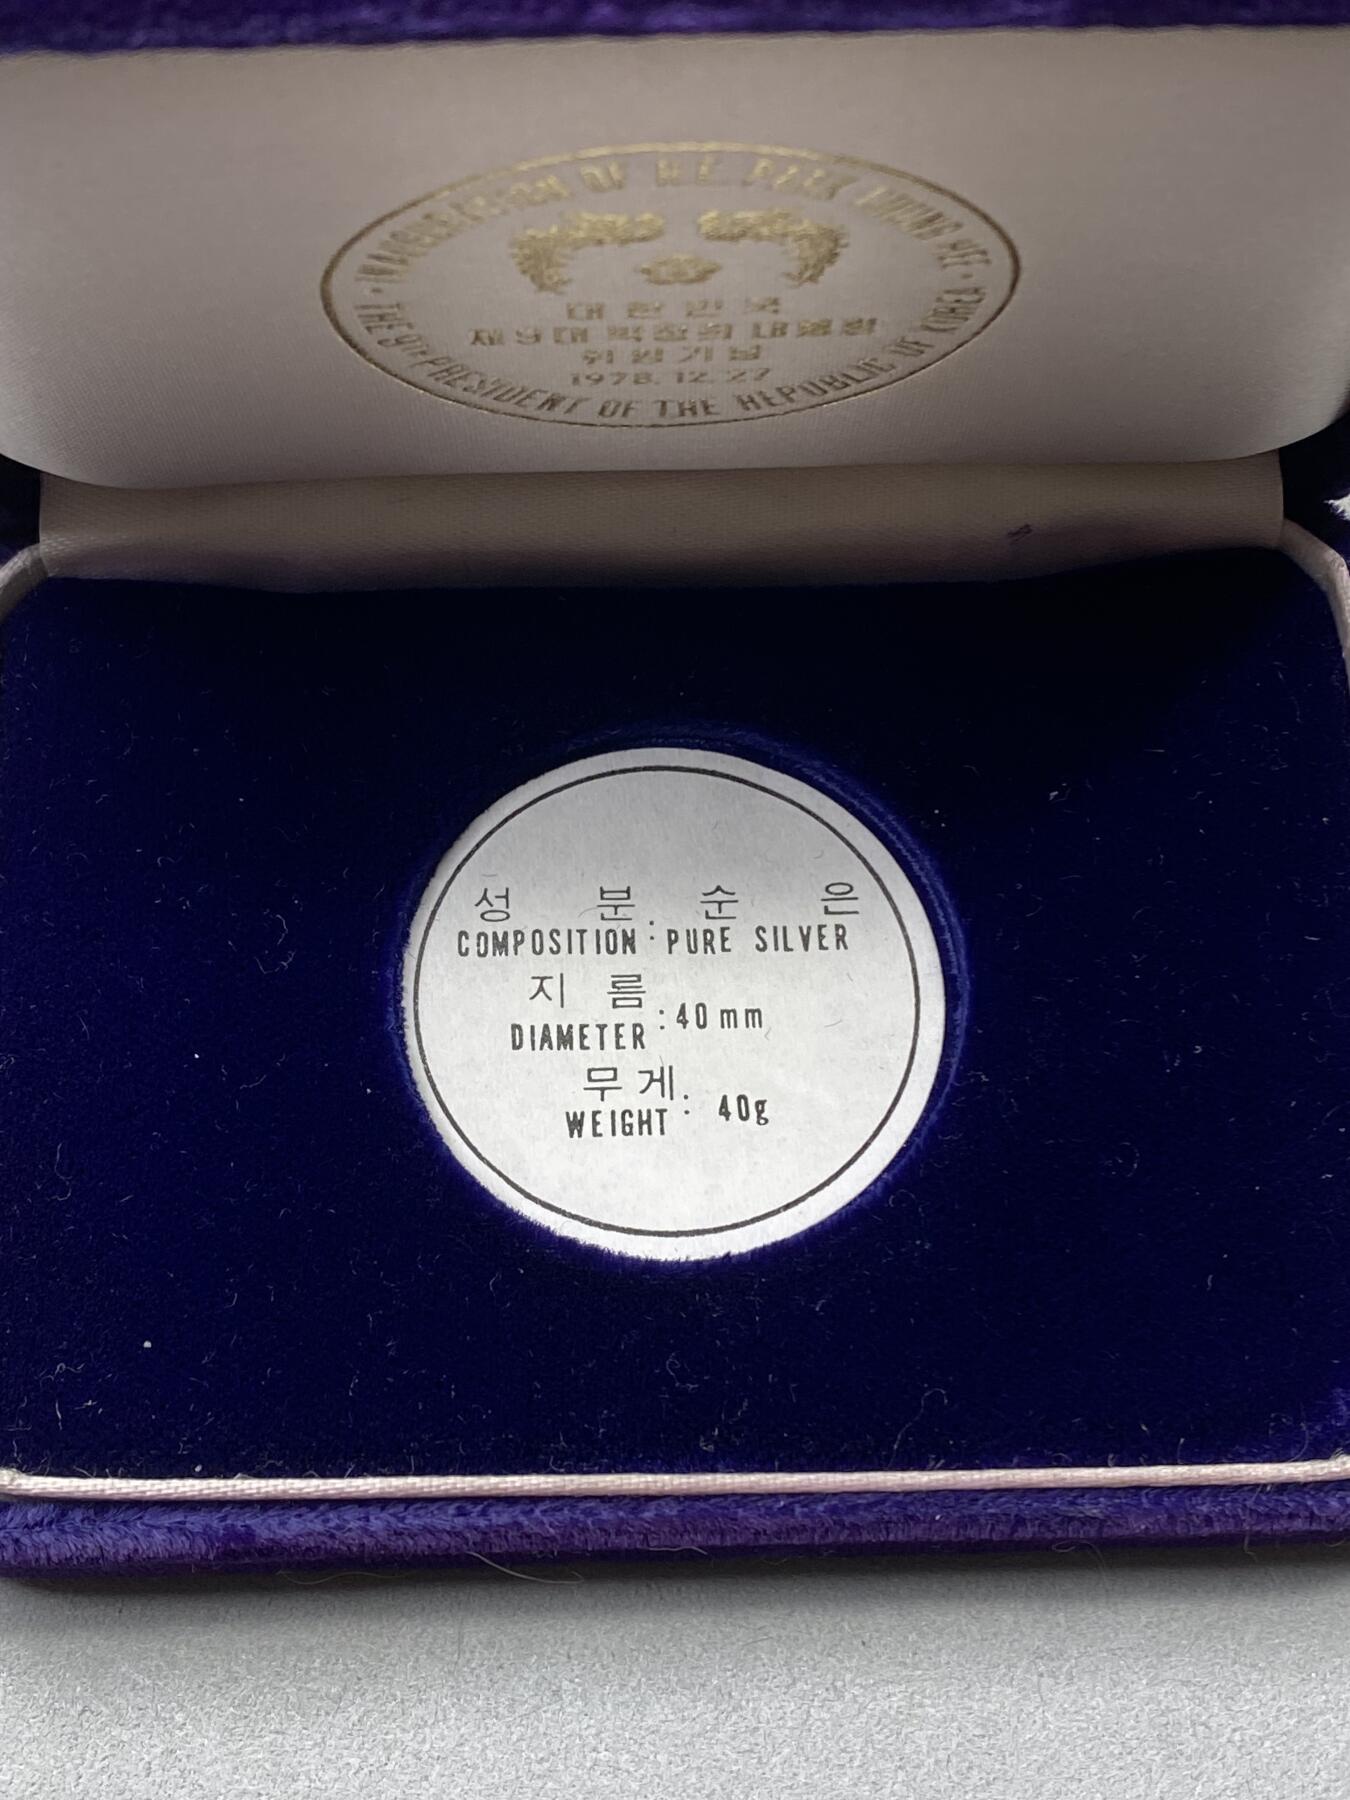 INAUGURATION OF H.E. PARK CHUNG HEE
대한민국
제9대 박정희 대통령
취임기념
1978.12.27
THE 9TH PRESIDENT OF THE REPUBLIC OF KOREA
성 분 : 순 은
COMPOSITION : PURE SILVER
지 름
DIAMETER : 40 mm
무 게
WEIGHT : 40g